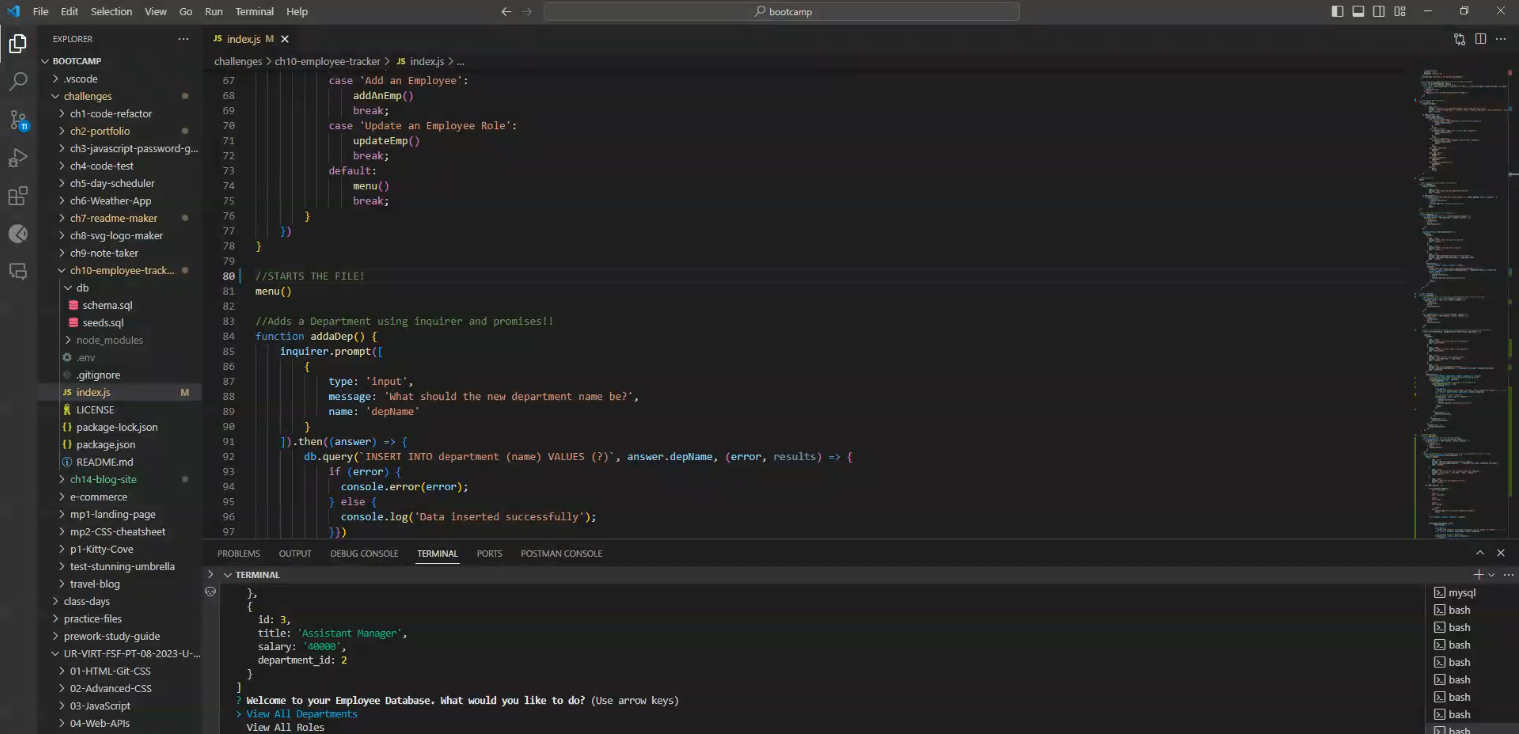 File Edit Selection View Go Run Terminal Help
bootcamp
EXPLORER
BOOTCAMP
.vscode
challenges
ch1-code-refactor
ch2-portfolio
ch3-javascript-password-g...
ch4-code-test
ch5-day-scheduler
ch6-Weather-App
ch7-readme-maker
ch8-svg-logo-maker
ch9-note-taker
ch10-employee-track...
db
schema.sql
seeds.sql
node_modules
.env
.gitignore
JS index.js M
LICENSE
package-lock.json
package.json
README.md
ch14-blog-site
e-commerce
mp1-landing-page
mp2-CSS-cheatsheet
p1-Kitty-Cove
test-stunning-umbrella
travel-blog
class-days
practice-files
prework-study-guide
UR-VIRT-FSF-PT-08-2023-U-...
01-HTML-Git-CSS
02-Advanced-CSS
03-JavaScript
04-Web-APIs
11
JS index.js M
challenges > ch10-employee-tracker > JS index.js > ...
67 case 'Add an Employee':
68 addAnEmp()
69 break;
70 case 'Update an Employee Role':
71 updateEmp()
72 break;
73 default:
74 menu()
75 break;
76 }
77 })
78 }
79
80 //STARTS THE FILE!
81 menu()
82
83 //Adds a Department using inquirer and promises!!
84 function addaDep() {
85 inquirer.prompt([
86 {
87 type: 'input',
88 message: 'What should the new department name be?',
89 name: 'depName'
90 }
91 ]).then((answer) => {
92 db.query(`INSERT INTO department (name) VALUES (?)`, answer.depName, (error, results) => {
93 if (error) {
94 console.error(error);
95 } else {
96 console.log('Data inserted successfully');
97 }})
PROBLEMS OUTPUT DEBUG CONSOLE TERMINAL PORTS POSTMAN CONSOLE
TERMINAL
},
{
id: 3,
title: 'Assistant Manager',
salary: '40000',
department_id: 2
}
]
? Welcome to your Employee Database. What would you like to do? (Use arrow keys)
> View All Departments
View All Roles
mysql
bash
bash
bash
bash
bash
bash
bash
bash